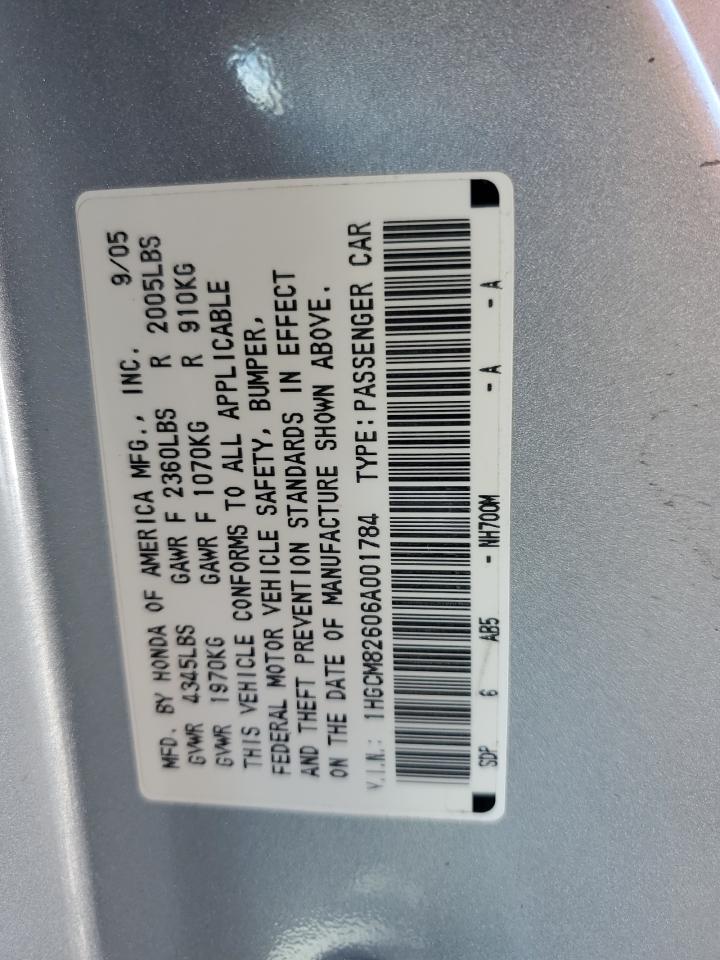 MFD. BY HONDA OF AMERICA MFG., INC. 9/05
GVWR 4345LBS GAWR F 2360LBS R 2005LBS
GVWR 1970KG GAWR F 1070KG R 910KG
THIS VEHICLE CONFORMS TO ALL APPLICABLE
FEDERAL MOTOR VEHICLE SAFETY, BUMPER,
AND THEFT PREVENTION STANDARDS IN EFFECT
ON THE DATE OF MANUFACTURE SHOWN ABOVE.
V.I.N.: 1HGCM82606A001784 TYPE:PASSENGER CAR
SDP 6 AB5 - NH700M - A - A